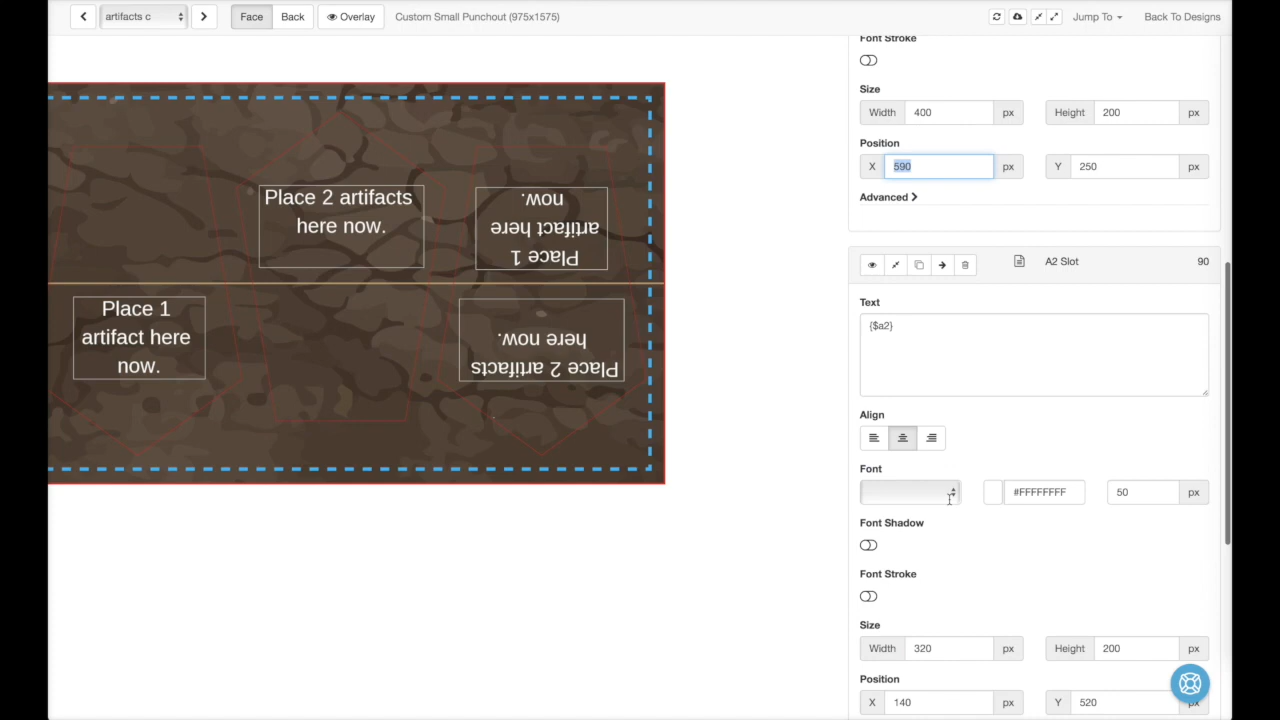 artifacts c
Face
Back
Overlay
Custom Small Punchout (975x1575)
Jump To
Back To Designs
Font Stroke
Size
Width 400 px
Height 200 px
Position
X 590 px
Y 250 px
Advanced
A2 Slot
90
Text
{$a2}
Align
Font
#FFFFFFFF
50 px
Font Shadow
Font Stroke
Size
Width 320 px
Height 200 px
Position
X 140 px
Y 520 px
Place 2 artifacts
here now.
Place 1
artifact here
now.
Place 1
artifact here
now.
Place 2 artifacts
here now.